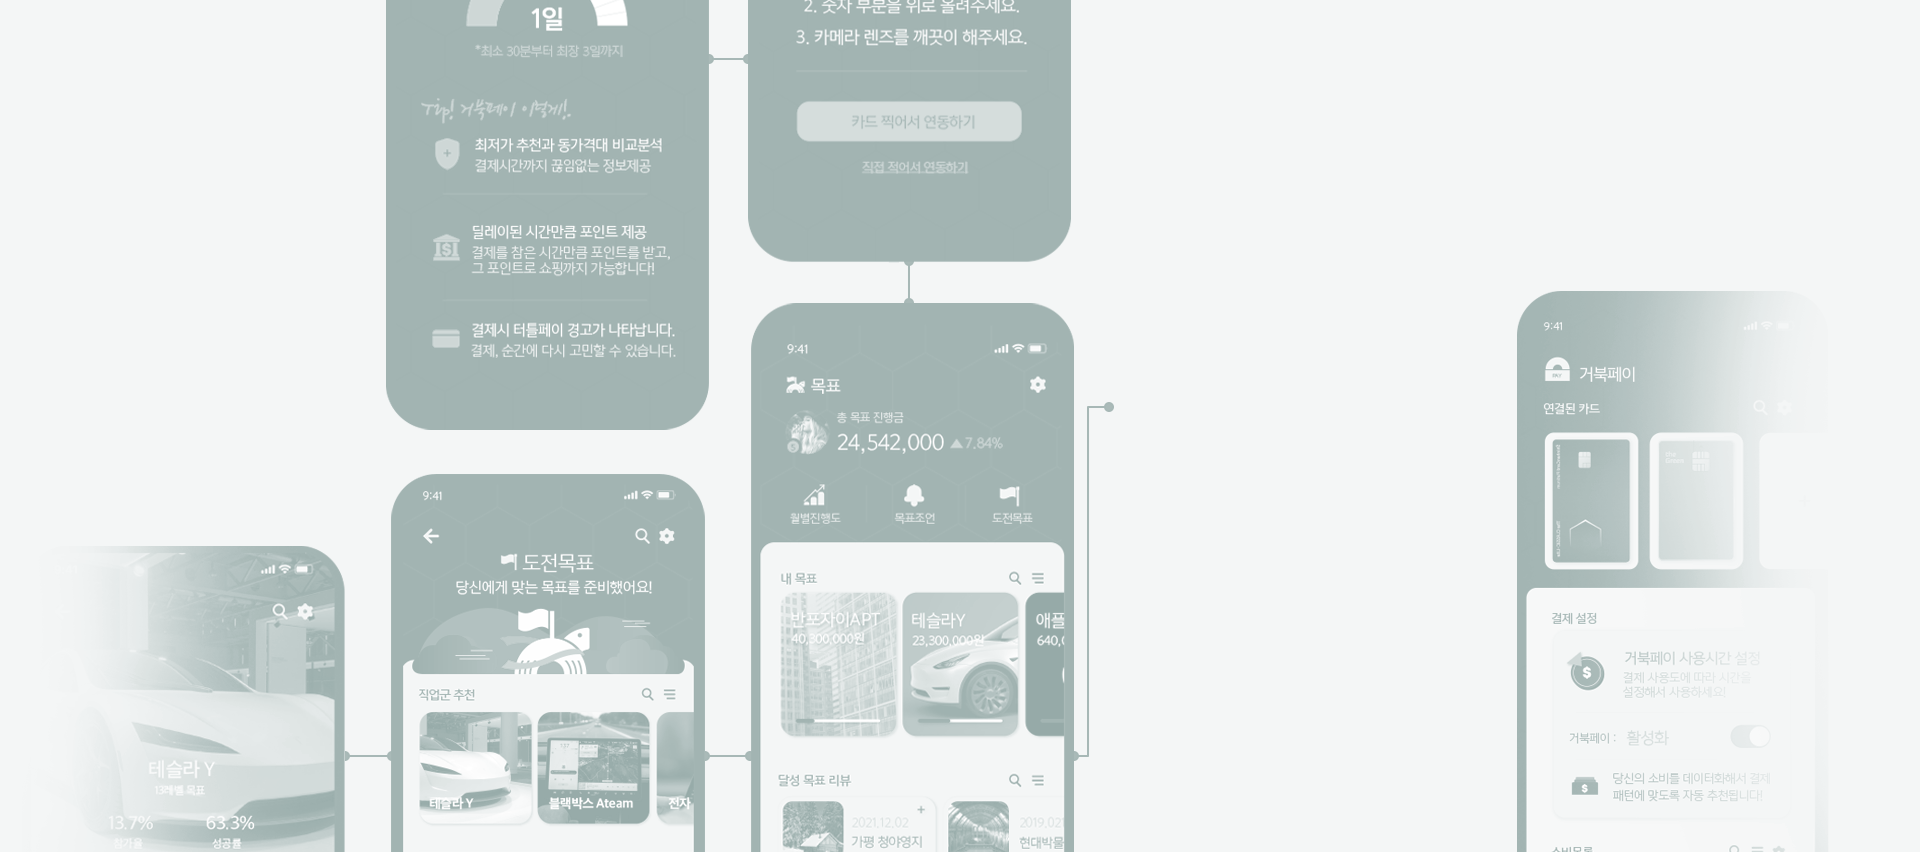 1일
*최소 30분부터 최장 3일까지
Tip! 거북페이 이렇게!
최저가 추천과 동가격대 비교분석
결제시간까지 끊임없는 정보제공
딜레이된 시간만큼 포인트 제공
결제를 참은 시간만큼 포인트를 받고,
그 포인트로 쇼핑까지 가능합니다!
결제시 터틀페이 경고가 나타납니다.
결제, 순간에 다시 고민할 수 있습니다.
2. 숫자 부분을 위로 올려주세요.
3. 카메라 렌즈를 깨끗이 해주세요.
카드 찍어서 연동하기
직접 적어서 연동하기
테슬라 Y
13.7%
63.3%
참가율
성공률
9:41
도전목표
당신에게 맞는 목표를 준비했어요!
직업군 추천
테슬라 Y
블랙박스 Ateam
전자
9:41
목표
총 목표 진행금
24,542,000 ▲7.84%
월별진행도
목표조언
도전목표
내 목표
반포자이APT
40,300,000원
테슬라Y
23,300,000원
애플
640,0
달성 목표 리뷰
2021.12.02
가평 청야영지
2019.021
현대박물
9:41
거북페이
연결된 카드
결제 설정
거북페이 사용시간 설정
결제 사용도에 따라 시간을
설정해서 사용하세요!
거북페이 : 활성화
당신의 소비를 데이터화해서 결제
패턴에 맞도록 자동 추천됩니다!